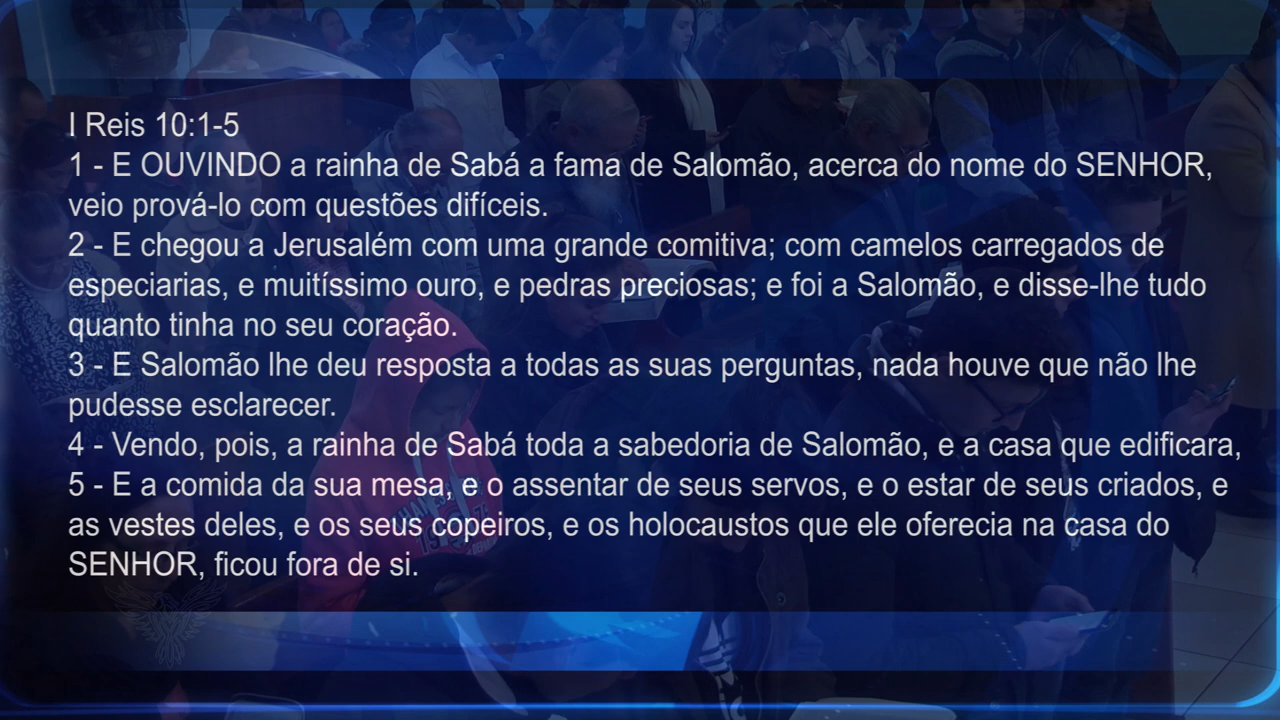 I Reis 10:1-5
1 - E OUVINDO a rainha de Sabá a fama de Salomão, acerca do nome do SENHOR,
veio prová-lo com questões difíceis.
2 - E chegou a Jerusalém com uma grande comitiva; com camelos carregados de
especiarias, e muitíssimo ouro, e pedras preciosas; e foi a Salomão, e disse-lhe tudo
quanto tinha no seu coração.
3 - E Salomão lhe deu resposta a todas as suas perguntas, nada houve que não lhe
pudesse esclarecer.
4 - Vendo, pois, a rainha de Sabá toda a sabedoria de Salomão, e a casa que edificara,
5 - E a comida da sua mesa, e o assentar de seus servos, e o estar de seus criados, e
as vestes deles, e os seus copeiros, e os holocaustos que ele oferecia na casa do
SENHOR, ficou fora de si.